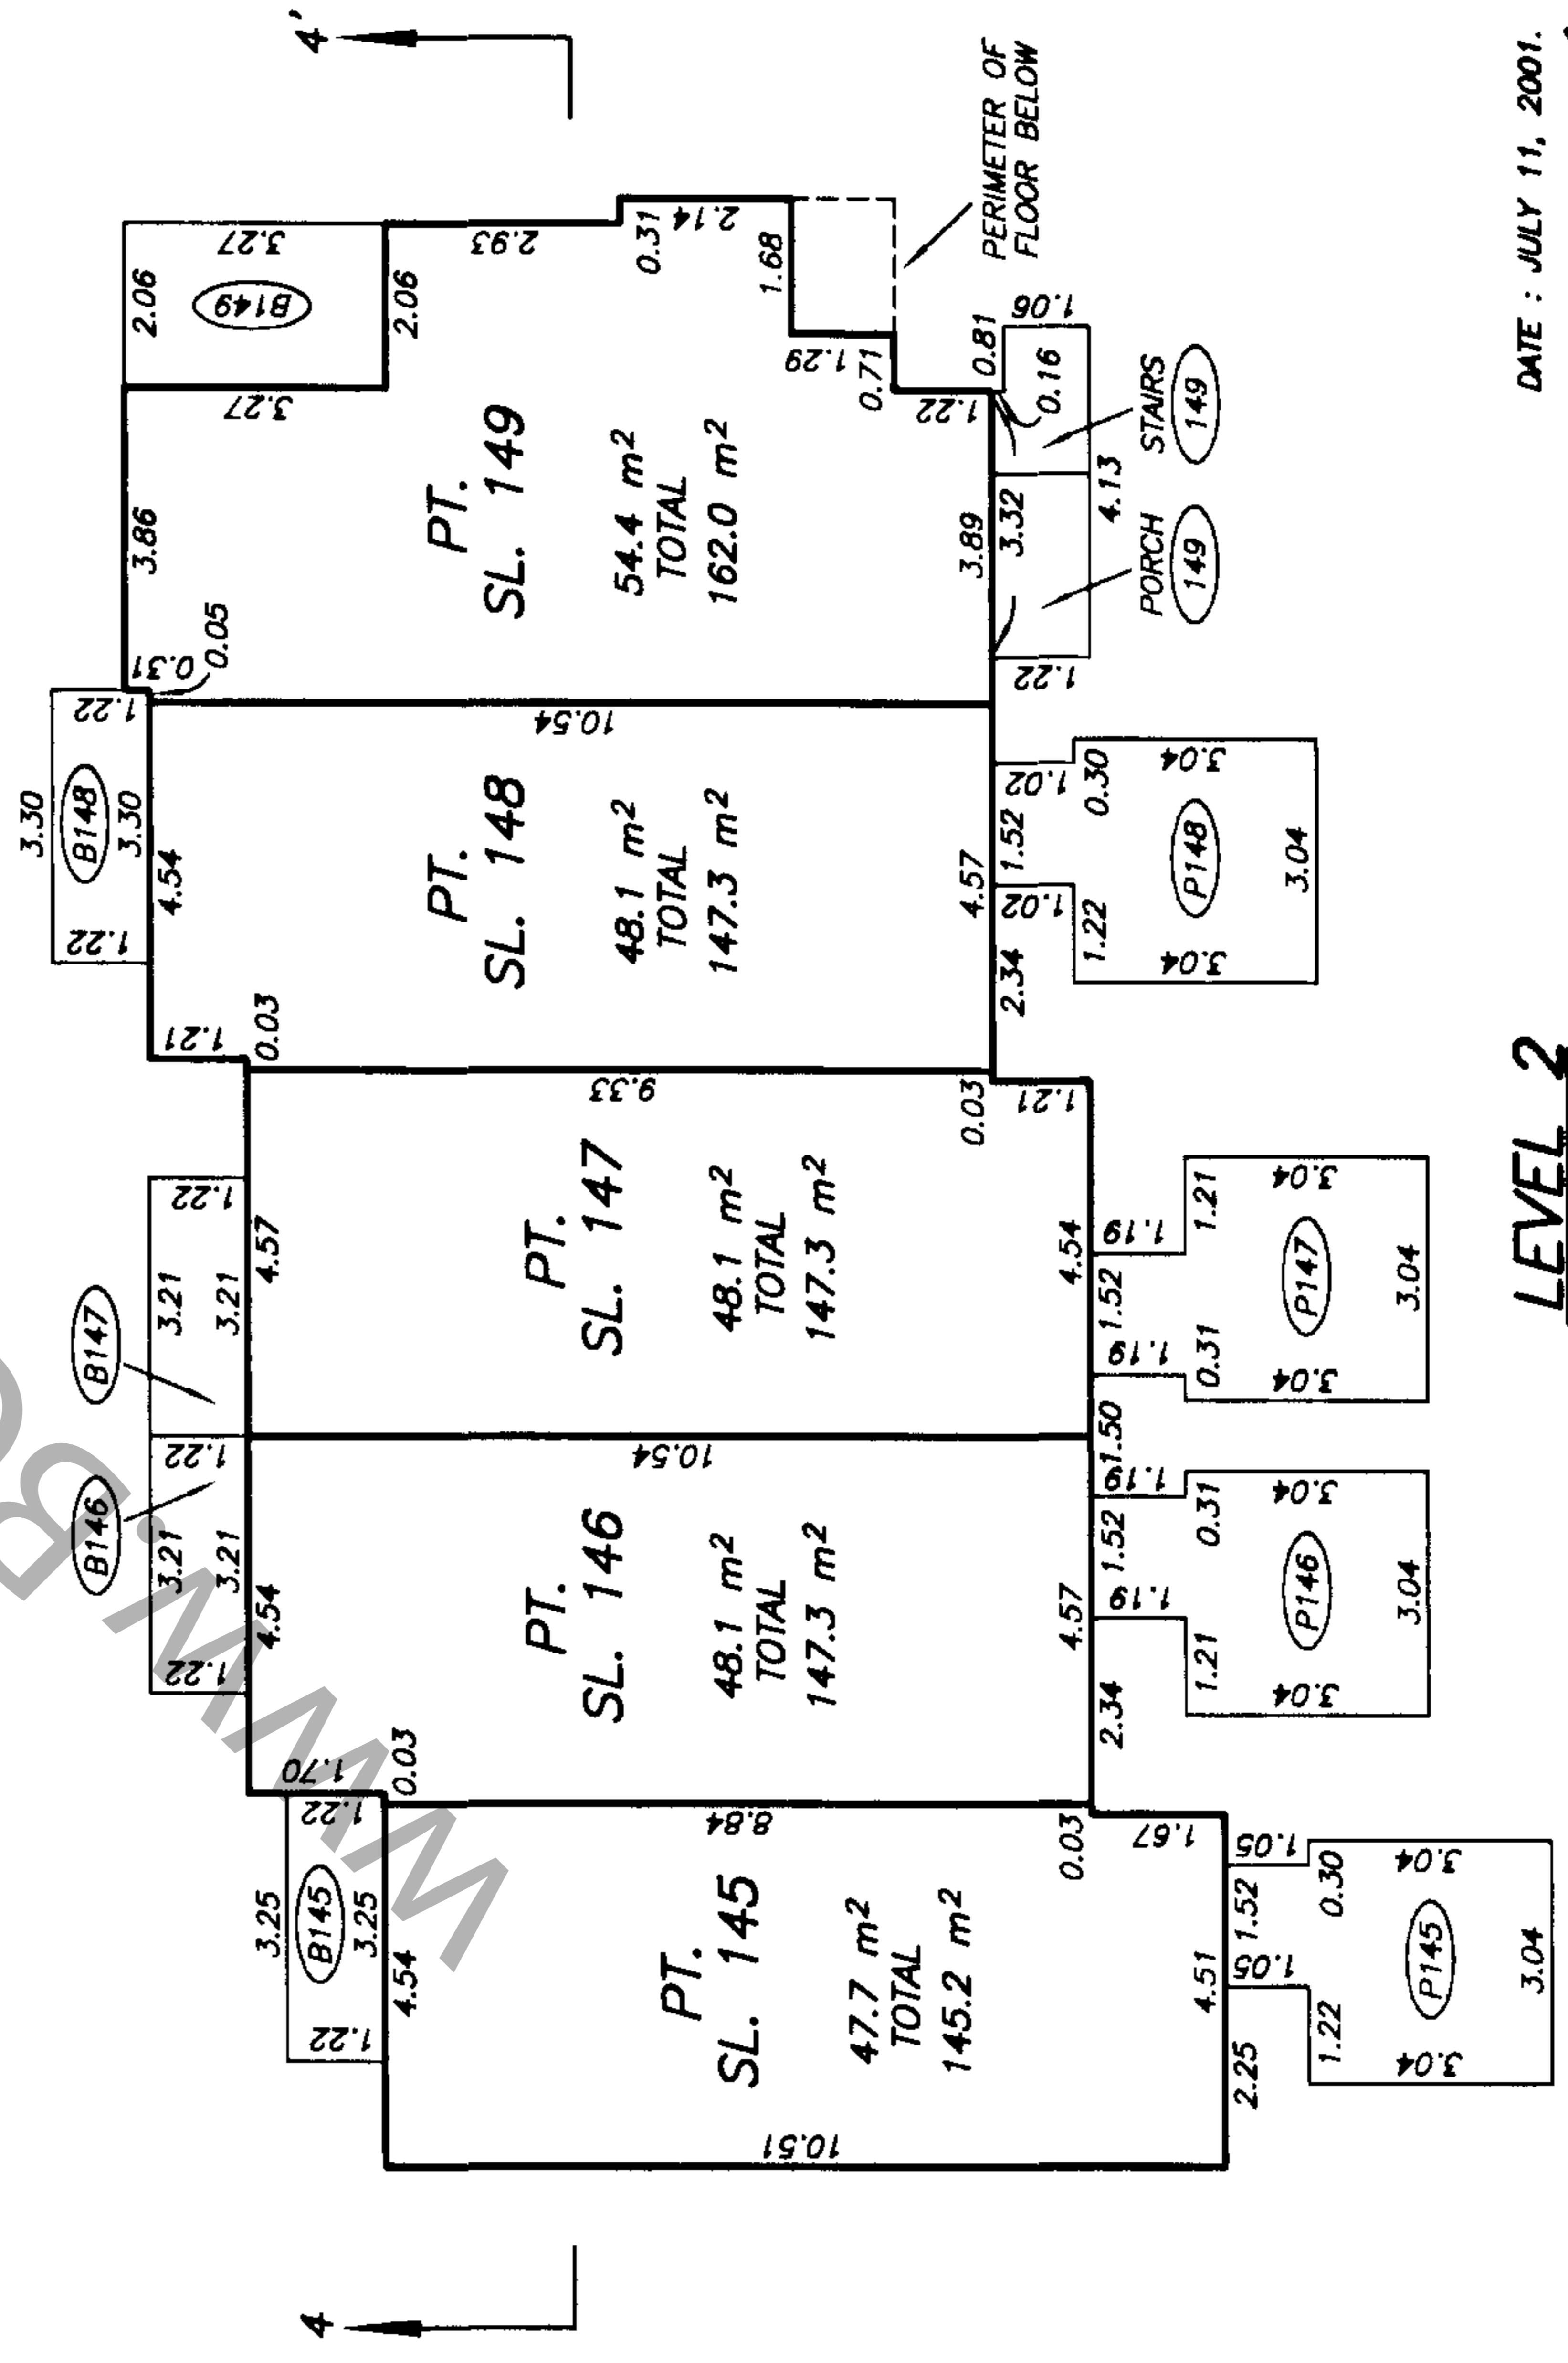 4
4'
3.30
B148
1.22
3.30
1.22
4.54
1.21
0.03
0.31
0.05
3.86
2.06
B149
3.27
3.27
2.06
2.93
0.31
2.14
1.68
1.29
0.71
1.22
PERIMETER OF
FLOOR BELOW
B146
B147
3.21
3.21
1.22
3.21
1.22
3.21
1.22
4.54
4.57
1.70
0.03
3.25
B145
1.22
3.25
1.22
4.54
PT.
SL. 145
47.7 m²
TOTAL
145.2 m²
10.51
8.84
0.03
1.67
4.51
PT.
SL. 146
48.1 m²
TOTAL
147.3 m²
10.54
4.57
PT.
SL. 147
48.1 m²
TOTAL
147.3 m²
9.33
0.03
1.21
4.54
PT.
SL. 148
48.1 m²
TOTAL
147.3 m²
10.54
4.57
PT.
SL. 149
54.4 m²
TOTAL
162.0 m²
3.89
2.25
1.05
1.52
1.05
1.22
0.30
3.04
P145
3.04
3.04
2.34
1.19
1.52
1.19
1.50
1.21
0.31
3.04
P146
3.04
3.04
1.19
1.52
1.19
0.31
1.21
3.04
P147
3.04
3.04
2.34
1.02
1.52
1.02
1.22
0.30
3.04
P148
3.04
3.04
1.22
3.32
0.81
0.16
1.06
4.13
PORCH
149
STAIRS
149
LEVEL 2
DATE : JULY 11, 2001.